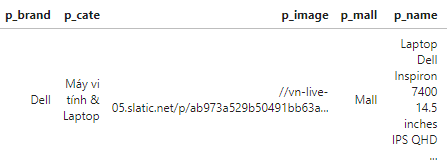 p_brand p_cate p_image p_mall p_name
Laptop
Dell
Inspiron
Máy vi //vn-live- 7400
Dell tính & 05.slatic.net/p/ab973a529b50491bb63a... Mall 14.5
Laptop inches
IPS QHD
...